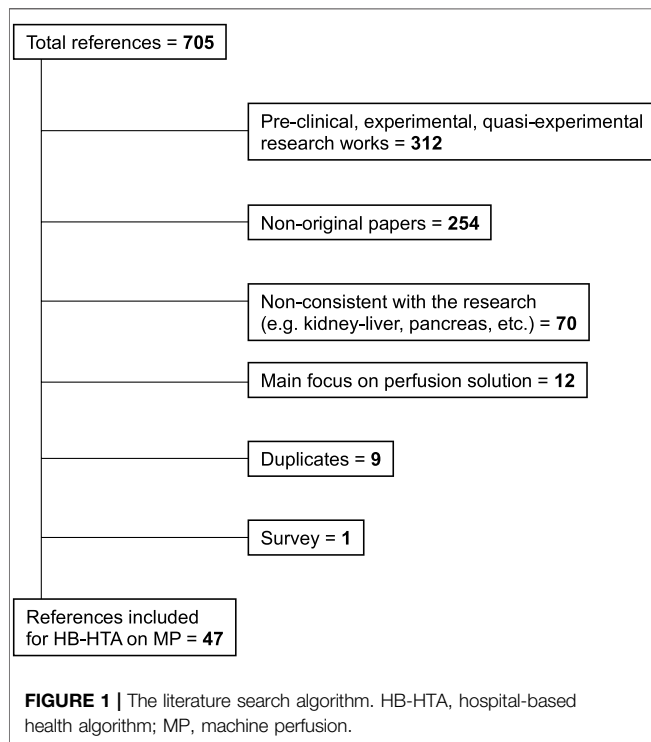 Total references = 705
Pre-clinical, experimental, quasi-experimental
research works = 312
Non-original papers = 254
Non-consistent with the research
(e.g. kidney-liver, pancreas, etc.) = 70
Main focus on perfusion solution = 12
Duplicates = 9
Survey = 1
References included
for HB-HTA on MP = 47
FIGURE 1 | The literature search algorithm. HB-HTA, hospital-based
health algorithm; MP, machine perfusion.